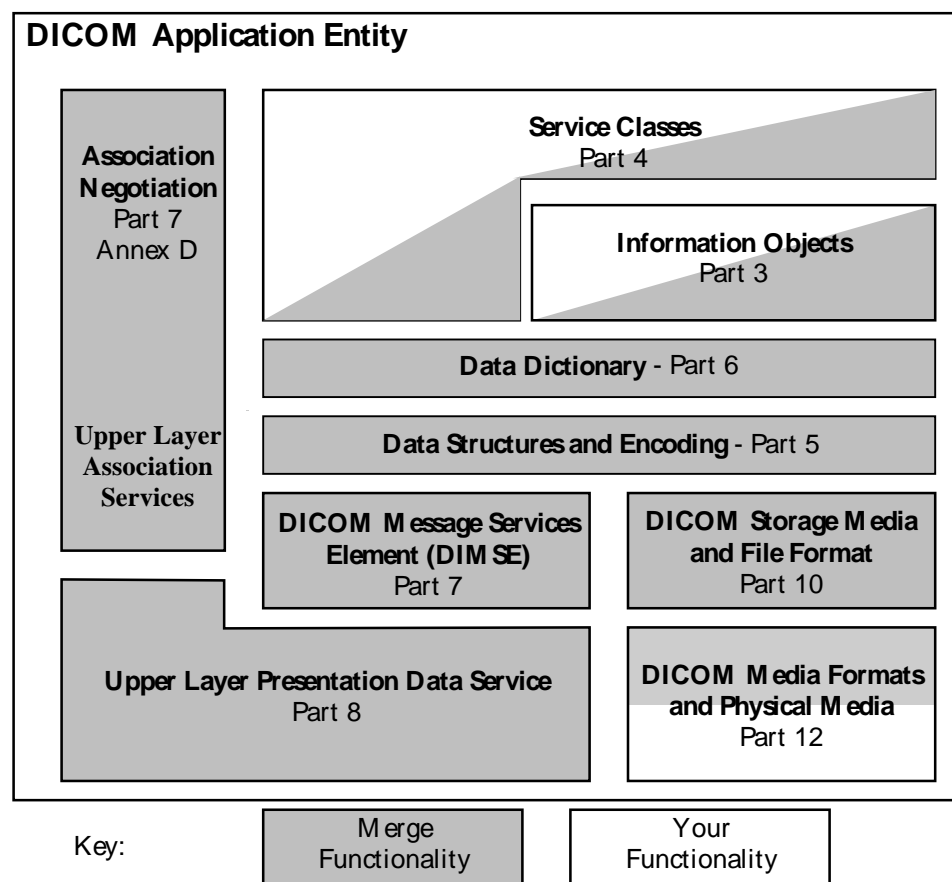 DICOM Application Entity
Association
Negotiation
Part 7
Annex D
Upper Layer
Association
Services
Service Classes
Part 4
Information Objects
Part 3
Data Dictionary - Part 6
Data Structures and Encoding - Part 5
DICOM Message Services
Element (DIMSE)
Part 7
DICOM Storage Media
and File Format
Part 10
Upper Layer Presentation Data Service
Part 8
DICOM Media Formats
and Physical Media
Part 12
Key:
Merge
Functionality
Your
Functionality